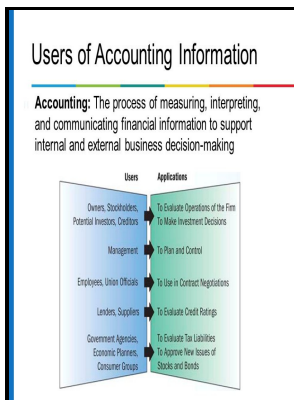 Users of Accounting Information
Accounting: The process of measuring, interpreting,
and communicating financial information to support
internal and external business decision-making
Users
Applications
Owners, Stockholders,
Potential Investors, Creditors
To Evaluate Operations of the Firm
To Make Investment Decisions
Management
To Plan and Control
Employees, Union Officials
To Use in Contract Negotiations
Lenders, Suppliers
To Evaluate Credit Ratings
Government Agencies,
Economic Planners,
Consumer Groups
To Evaluate Tax Liabilities
To Approve New Issues of
Stocks and Bonds